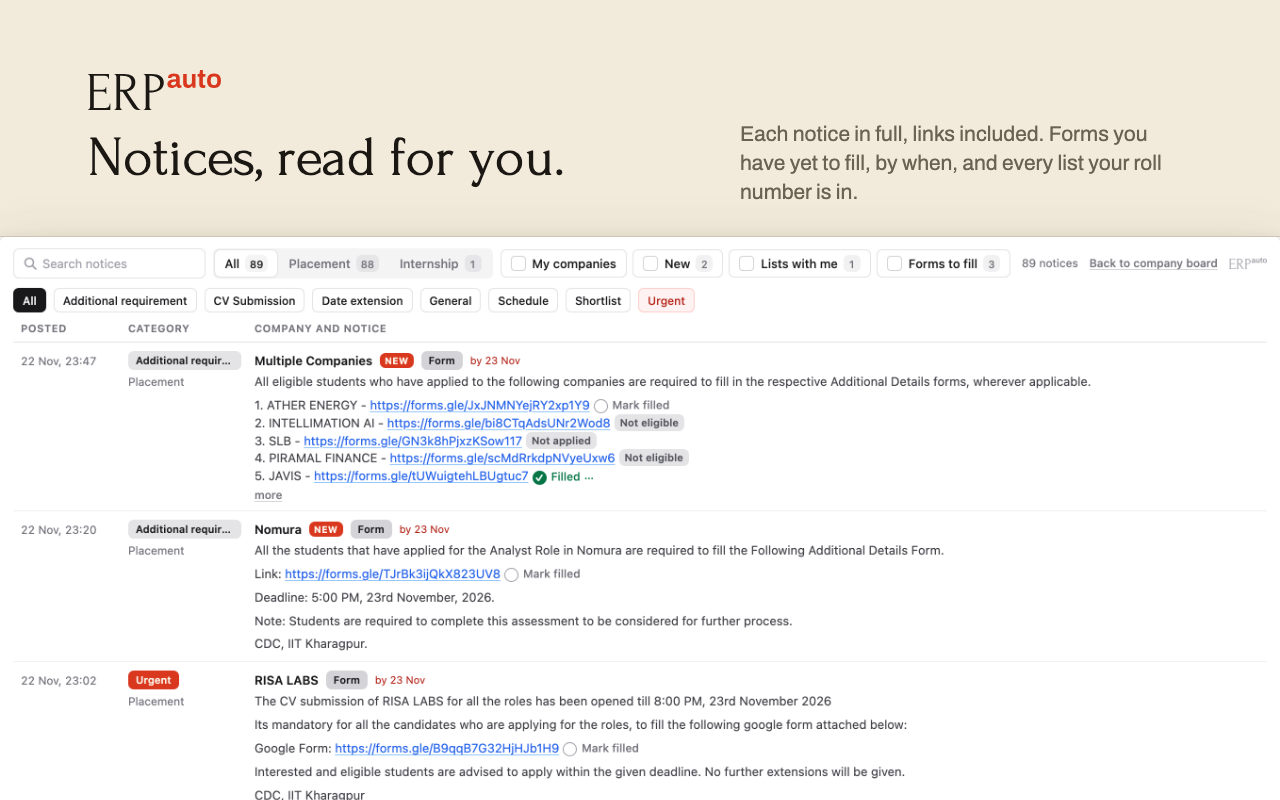 ERPauto
Notices, read for you.
Each notice in full, links included. Forms you
have yet to fill, by when, and every list your roll
number is in.
Search notices All 89 Placement 88 Internship 1 My companies New 2 Lists with me 1 Forms to fill 3 89 notices Back to company board ERPauto
All Additional requirement CV Submission Date extension General Schedule Shortlist Urgent
POSTED CATEGORY COMPANY AND NOTICE
22 Nov, 23:47 Additional requir... Multiple Companies NEW Form by 23 Nov
Placement All eligible students who have applied to the following companies are required to fill in the respective Additional Details forms, wherever applicable.
1. ATHER ENERGY - https://forms.gle/JxJNMNYejRY2xp1Y9 Mark filled
2. INTELLIMATION AI - https://forms.gle/bi8CTqAdsUNr2Wod8 Not eligible
3. SLB - https://forms.gle/GN3k8hPjxzKSow117 Not applied
4. PIRAMAL FINANCE - https://forms.gle/scMdRrkdpNVyeUxw6 Not eligible
5. JAVIS - https://forms.gle/tUWuigtehLBUgtuc7 Filled ...
more
22 Nov, 23:20 Additional requir... Nomura NEW Form by 23 Nov
Placement All the students that have applied for the Analyst Role in Nomura are required to fill the Following Additional Details Form.
Link: https://forms.gle/TJrBk3ijQkX823UV8 Mark filled
Deadline: 5:00 PM, 23rd November, 2026.
Note: Students are required to complete this assessment to be considered for further process.
CDC, IIT Kharagpur.
22 Nov, 23:02 Urgent RISA LABS Form by 23 Nov
Placement The CV submission of RISA LABS for all the roles has been opened till 8:00 PM, 23rd November 2026
Its mandatory for all the candidates who are applying for the roles, to fill the following google form attached below:
Google Form: https://forms.gle/B9qqB7G32HjHJb1H9 Mark filled
Interested and eligible students are advised to apply within the given deadline. No further extensions will be given.
CDC, IIT Kharagpur